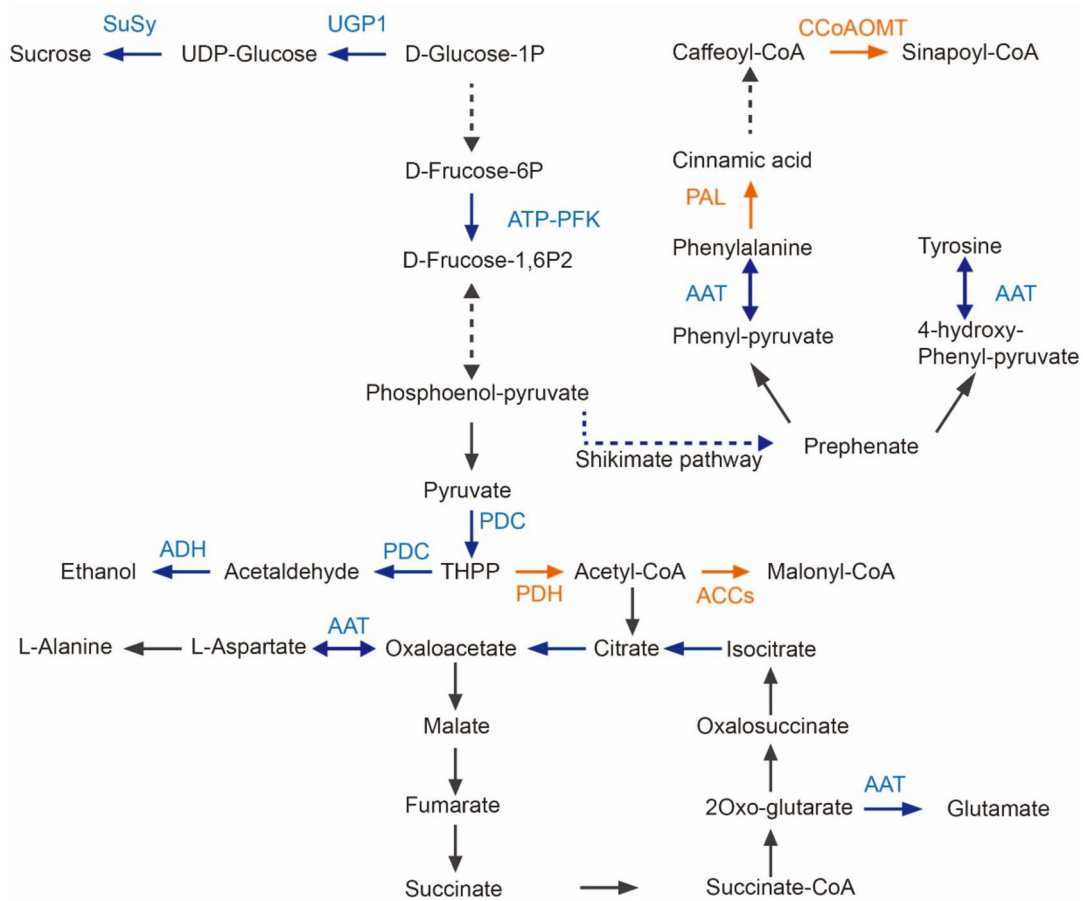 SuSy
UGP1
CCoAOMT
Sucrose
UDP-Glucose
D-Glucose-1P
Caffeoyl-CoA
Sinapoyl-CoA
D-Frucose-6P
Cinnamic acid
ATP-PFK
PAL
D-Frucose-1,6P2
Phenylalanine
Tyrosine
AAT
AAT
Phenyl-pyruvate
4-hydroxy-
Phenyl-pyruvate
Phosphoenol-pyruvate
Shikimate pathway
Prephenate
Pyruvate
PDC
ADH
PDC
Ethanol
Acetaldehyde
THPP
Acetyl-CoA
Malonyl-CoA
PDH
ACCs
AAT
L-Alanine
L-Aspartate
Oxaloacetate
Citrate
Isocitrate
Malate
Oxalosuccinate
AAT
Fumarate
2Oxo-glutarate
Glutamate
Succinate
Succinate-CoA